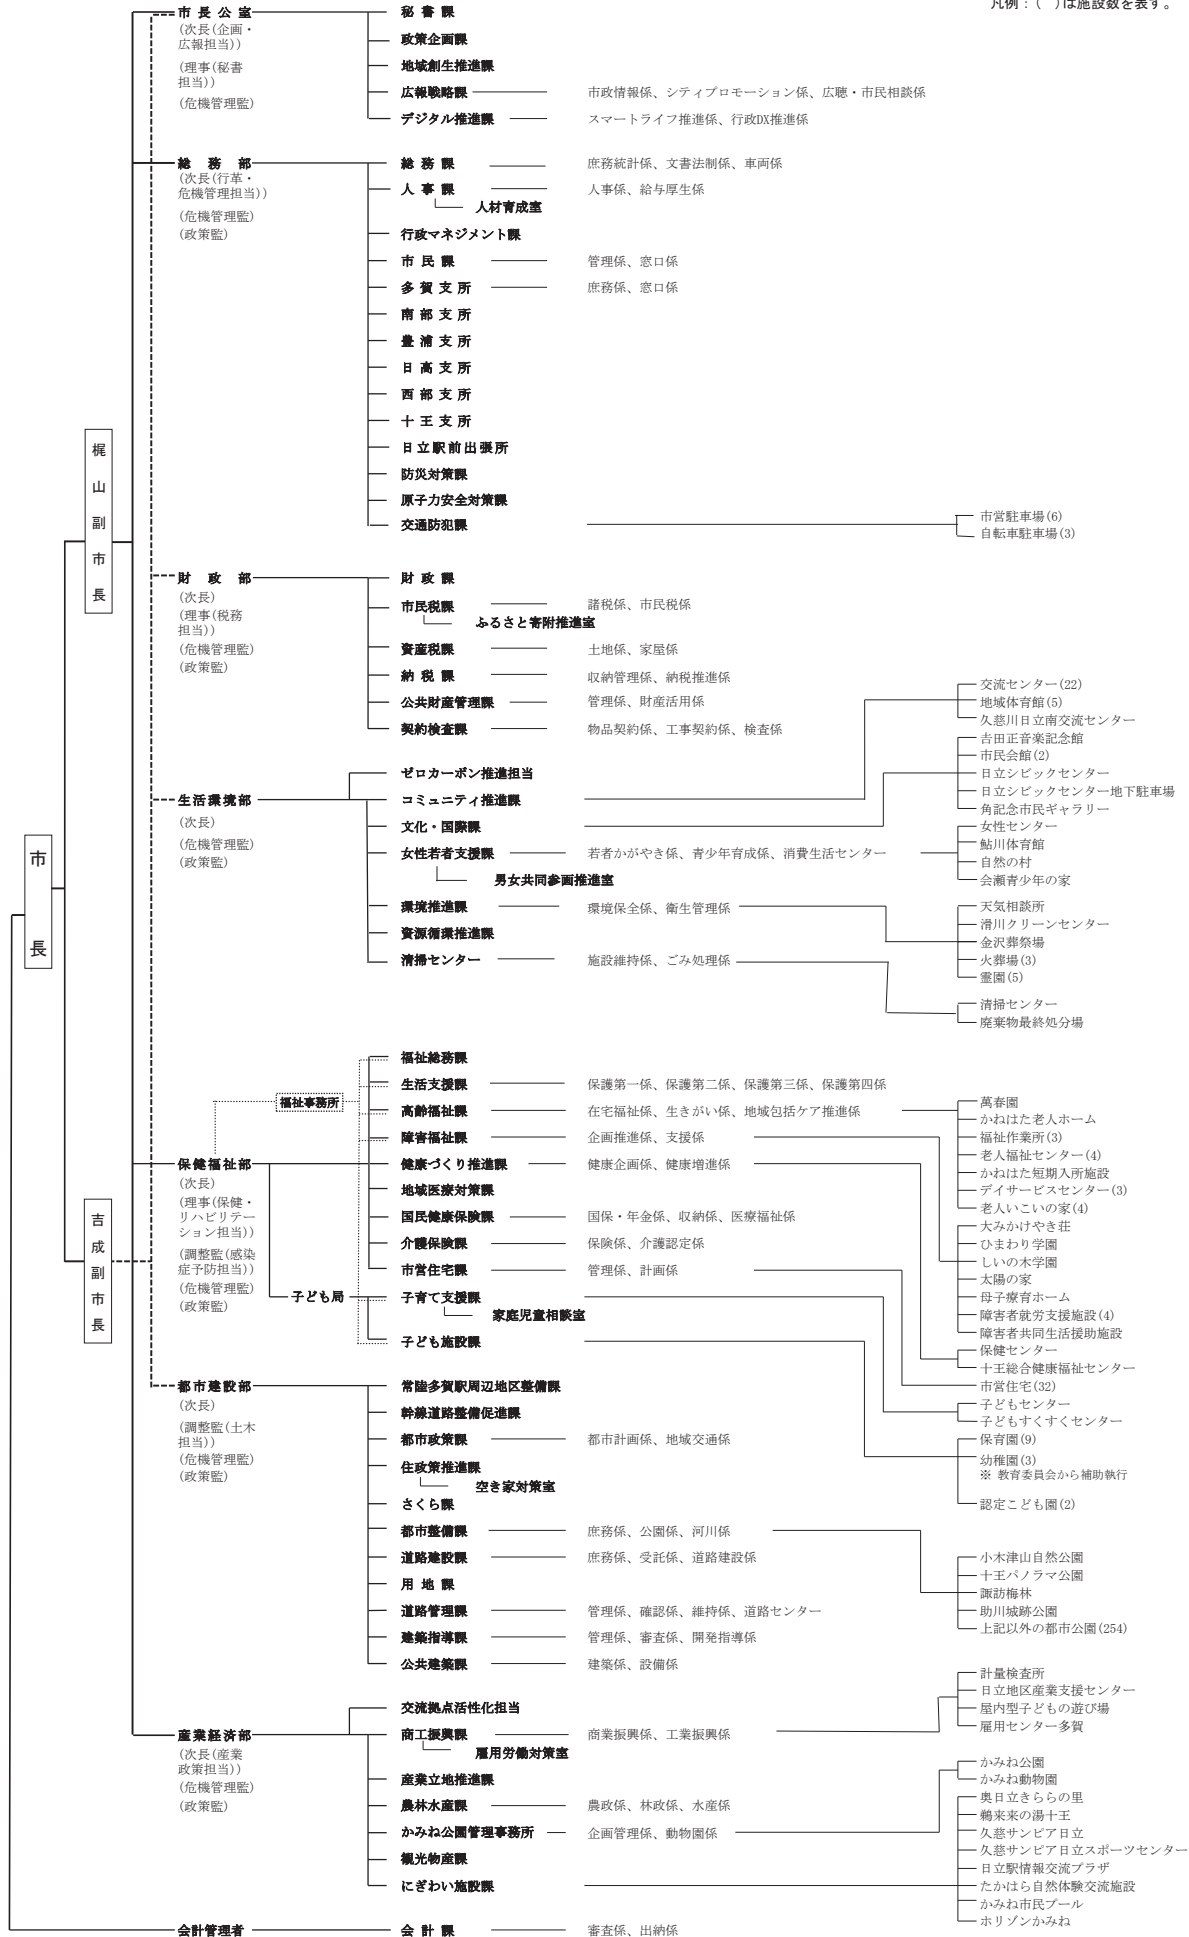 凡例：(　)は施設数を表す。
市長
梶山副市長
吉成副市長
市長公室
(次長(企画・
広報担当))
(理事(秘書
担当))
(危機管理監)
秘書課
政策企画課
地域創生推進課
広報戦略課　市政情報係、シティプロモーション係、広聴・市民相談係
デジタル推進課　スマートライフ推進係、行政DX推進係
総務部
(次長(行革・
危機管理担当))
(危機管理監)
(政策監)
総務課　庶務統計係、文書法制係、車両係
人事課　人事係、給与厚生係
人材育成室
行政マネジメント課
市民課　管理係、窓口係
多賀支所　庶務係、窓口係
南部支所
豊浦支所
日高支所
西部支所
十王支所
日立駅前出張所
防災対策課
原子力安全対策課
交通防犯課
市営駐車場(6)
自転車駐車場(3)
財政部
(次長)
(理事(税務
担当))
(危機管理監)
(政策監)
財政課
市民税課　諸税係、市民税係
ふるさと寄附推進室
資産税課　土地係、家屋係
納税課　収納管理係、納税推進係
公共財産管理課　管理係、財産活用係
契約検査課　物品契約係、工事契約係、検査係
生活環境部
(次長)
(危機管理監)
(政策監)
ゼロカーボン推進担当
コミュニティ推進課
文化・国際課
女性若者支援課　若者かがやき係、青少年育成係、消費生活センター
男女共同参画推進室
環境推進課　環境保全係、衛生管理係
資源循環推進課
清掃センター　施設維持係、ごみ処理係
交流センター(22)
地域体育館(5)
久慈川日立南交流センター
吉田正音楽記念館
市民会館(2)
日立シビックセンター
日立シビックセンター地下駐車場
角記念市民ギャラリー
女性センター
鮎川体育館
自然の村
会瀬青少年の家
天気相談所
滑川クリーンセンター
金沢葬祭場
火葬場(3)
霊園(5)
清掃センター
廃棄物最終処分場
保健福祉部
(次長)
(理事(保健・
リハビリテー
ション担当))
(調整監(感染
症予防担当))
(危機管理監)
(政策監)
福祉事務所
子ども局
福祉総務課
生活支援課　保護第一係、保護第二係、保護第三係、保護第四係
高齢福祉課　在宅福祉係、生きがい係、地域包括ケア推進係
障害福祉課　企画推進係、支援係
健康づくり推進課　健康企画係、健康増進係
地域医療対策課
国民健康保険課　国保・年金係、収納係、医療福祉係
介護保険課　保険係、介護認定係
市営住宅課　管理係、計画係
子育て支援課
家庭児童相談室
子ども施設課
萬春園
かねはた老人ホーム
福祉作業所(3)
老人福祉センター(4)
かねはた短期入所施設
デイサービスセンター(3)
老人いこいの家(4)
大みかけやき荘
ひまわり学園
しいの木学園
太陽の家
母子療育ホーム
障害者就労支援施設(4)
障害者共同生活援助施設
保健センター
十王総合健康福祉センター
市営住宅(32)
子どもセンター
子どもすくすくセンター
保育園(9)
幼稚園(3)
※ 教育委員会から補助執行
認定こども園(2)
都市建設部
(次長)
(調整監(土木
担当))
(危機管理監)
(政策監)
常陸多賀駅周辺地区整備課
幹線道路整備促進課
都市政策課　都市計画係、地域交通係
住政策推進課
空き家対策室
さくら課
都市整備課　庶務係、公園係、河川係
道路建設課　庶務係、受託係、道路建設係
用地課
道路管理課　管理係、確認係、維持係、道路センター
建築指導課　管理係、審査係、開発指導係
公共建築課　建築係、設備係
小木津山自然公園
十王パノラマ公園
諏訪梅林
助川城跡公園
上記以外の都市公園(254)
産業経済部
(次長(産業
政策担当))
(危機管理監)
(政策監)
交流拠点活性化担当
商工振興課　商業振興係、工業振興係
雇用労働対策室
産業立地推進課
農林水産課　農政係、林政係、水産係
かみね公園管理事務所　企画管理係、動物園係
観光物産課
にぎわい施設課
計量検査所
日立地区産業支援センター
屋内型子どもの遊び場
雇用センター多賀
かみね公園
かみね動物園
奥日立きららの里
鵜来来の湯十王
久慈サンピア日立
久慈サンピア日立スポーツセンター
日立駅情報交流プラザ
たかはら自然体験交流施設
かみね市民プール
ホリゾンかみね
会計管理者
会計課　審査係、出納係